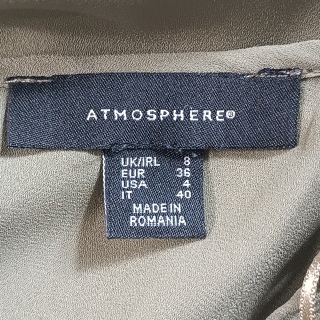 ATMOSPHERE®
UK/IRL 8
EUR 36
USA 4
IT 40
MADE IN
ROMANIA